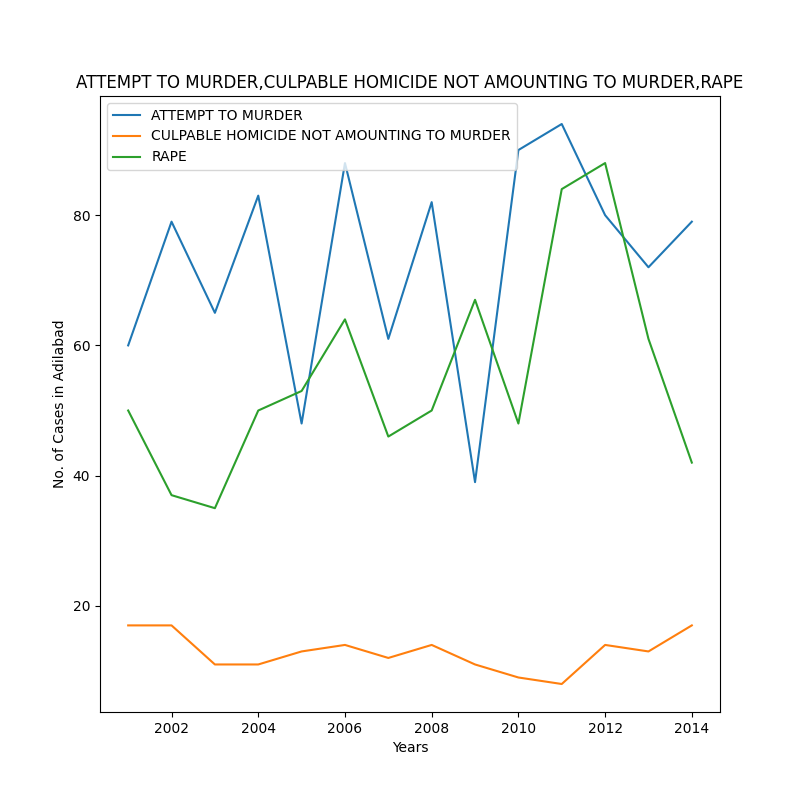 ATTEMPT TO MURDER,CULPABLE HOMICIDE NOT AMOUNTING TO MURDER,RAPE
ATTEMPT TO MURDER
CULPABLE HOMICIDE NOT AMOUNTING TO MURDER
RAPE
80
60
40
20
No. of Cases in Adilabad
2002 2004 2006 2008 2010 2012 2014
Years